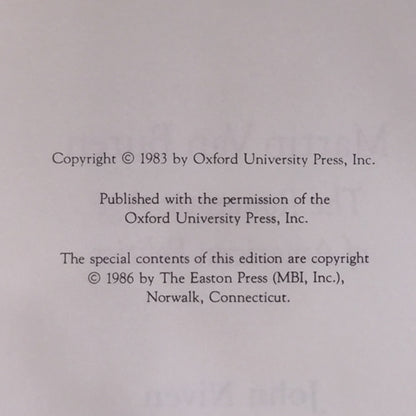 Copyright © 1983 by Oxford University Press, Inc.
Published with the permission of the
Oxford University Press, Inc.
The special contents of this edition are copyright
© 1986 by The Easton Press (MBI, Inc.),
Norwalk, Connecticut.